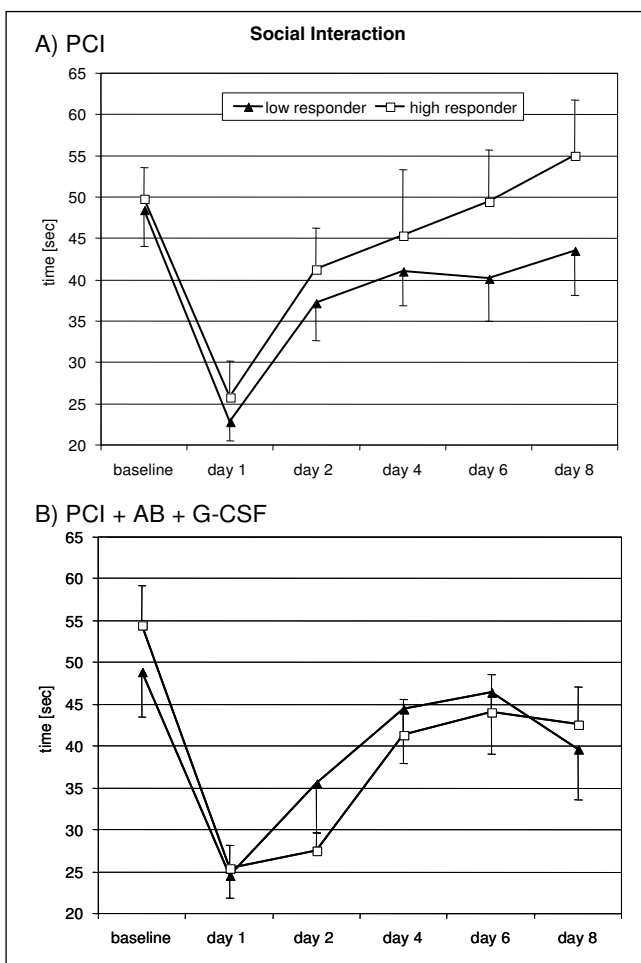 Social Interaction
A) PCI
65
60
55
50
45
40
35
30
25
20
time [sec]
low responder high responder
baseline day 1 day 2 day 4 day 6 day 8
B) PCI + AB + G-CSF
65
60
55
50
45
40
35
30
25
20
time [sec]
baseline day 1 day 2 day 4 day 6 day 8